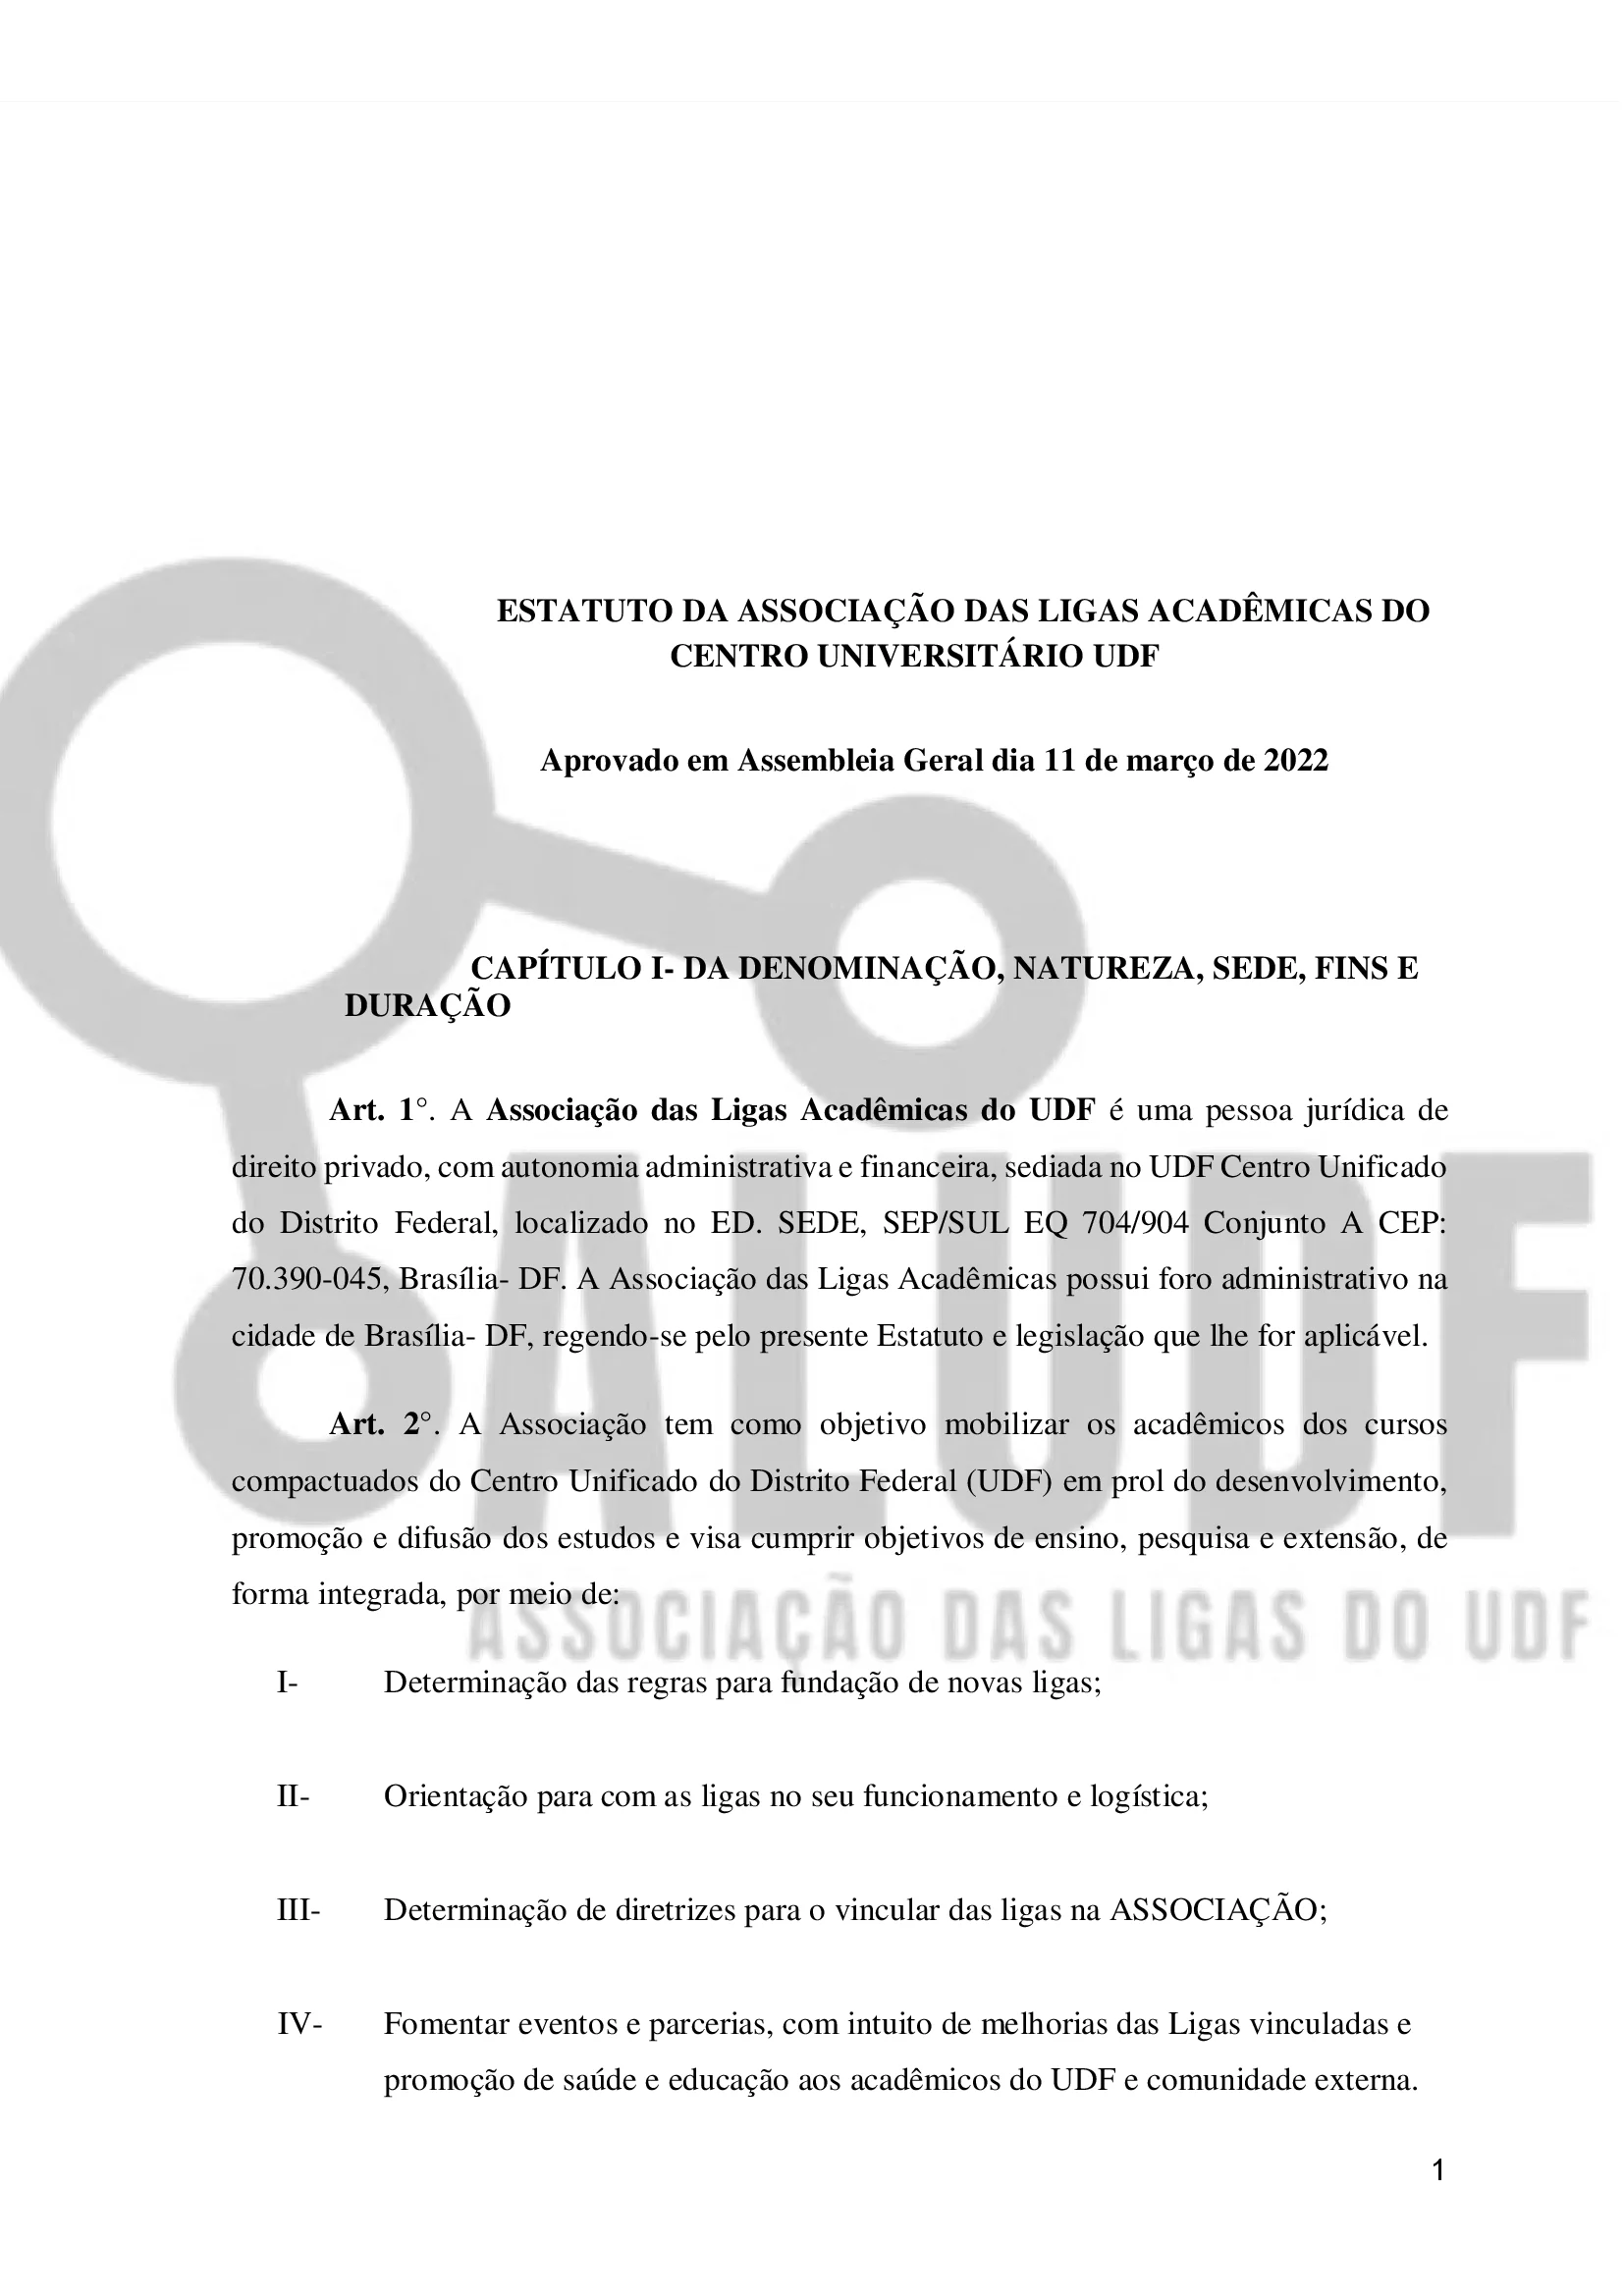 ESTATUTO DA ASSOCIAÇÃO DAS LIGAS ACADÊMICAS DO
CENTRO UNIVERSITÁRIO UDF
Aprovado em Assembleia Geral dia 11 de março de 2022
CAPÍTULO I- DA DENOMINAÇÃO, NATUREZA, SEDE, FINS E
DURAÇÃO
Art. 1°. A Associação das Ligas Acadêmicas do UDF é uma pessoa jurídica de
direito privado, com autonomia administrativa e financeira, sediada no UDF Centro Unificado
do Distrito Federal, localizado no ED. SEDE, SEP/SUL EQ 704/904 Conjunto A CEP:
70.390-045, Brasília- DF. A Associação das Ligas Acadêmicas possui foro administrativo na
cidade de Brasília- DF, regendo-se pelo presente Estatuto e legislação que lhe for aplicável.
Art. 2°. A Associação tem como objetivo mobilizar os acadêmicos dos cursos
compactuados do Centro Unificado do Distrito Federal (UDF) em prol do desenvolvimento,
promoção e difusão dos estudos e visa cumprir objetivos de ensino, pesquisa e extensão, de
forma integrada, por meio de:
I- Determinação das regras para fundação de novas ligas;
II- Orientação para com as ligas no seu funcionamento e logística;
III- Determinação de diretrizes para o vincular das ligas na ASSOCIAÇÃO;
IV- Fomentar eventos e parcerias, com intuito de melhorias das Ligas vinculadas e
promoção de saúde e educação aos acadêmicos do UDF e comunidade externa.
1
ALUDF
ASSOCIAÇÃO DAS LIGAS DO UDF